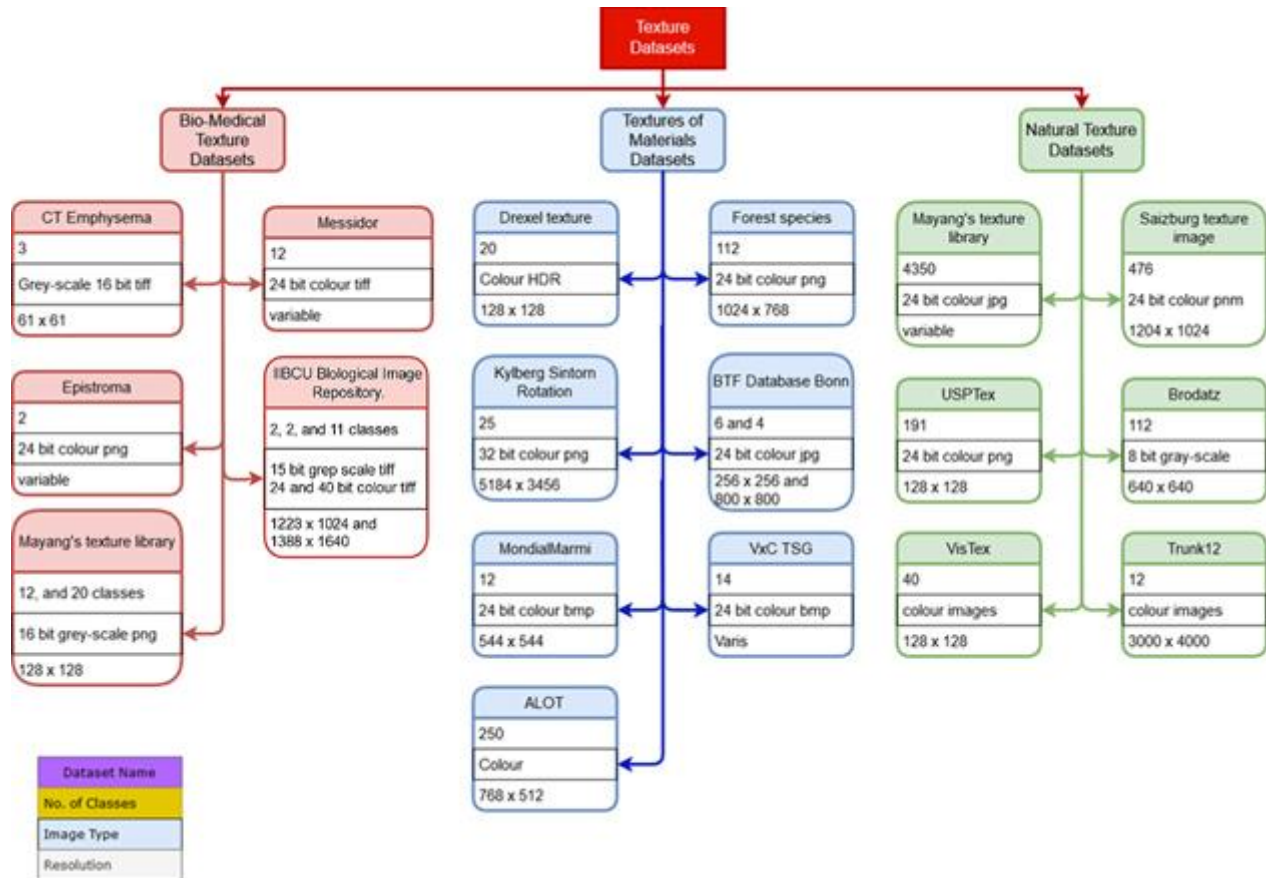 Texture
Datasets
Bio-Medical
Texture
Datasets
CT Emphysema
3
Grey-scale 16 bit tiff
61 x 61
Messidor
12
24 bit colour tiff
variable
Epistroma
2
24 bit colour png
variable
IIBCU BIological Image
Repository.
2, 2, and 11 classes
15 bit grep scale tiff
24 and 40 bit colour tiff
1223 x 1024 and
1388 x 1640
Mayang's texture library
12, and 20 classes
16 bit grey-scale png
128 x 128
Textures of
Materials
Datasets
Drexel texture
20
Colour HDR
128 x 128
Forest species
112
24 bit colour png
1024 x 768
Kylberg Sintorn
Rotation
25
32 bit colour png
5184 x 3456
BTF Database Bonn
6 and 4
24 bit colour jpg
256 x 256 and
800 x 800
MondialMarmi
12
24 bit colour bmp
544 x 544
VxC TSG
14
24 bit colour bmp
Varis
ALOT
250
Colour
768 x 512
Natural Texture
Datasets
Mayang's texture
library
4350
24 bit colour jpg
variable
Saizburg texture
image
476
24 bit colour pnm
1204 x 1024
USPTex
191
24 bit colour png
128 x 128
Brodatz
112
8 bit gray-scale
640 x 640
VisTex
40
colour images
128 x 128
Trunk12
12
colour images
3000 x 4000
Dataset Name
No. of Classes
Image Type
Resolution